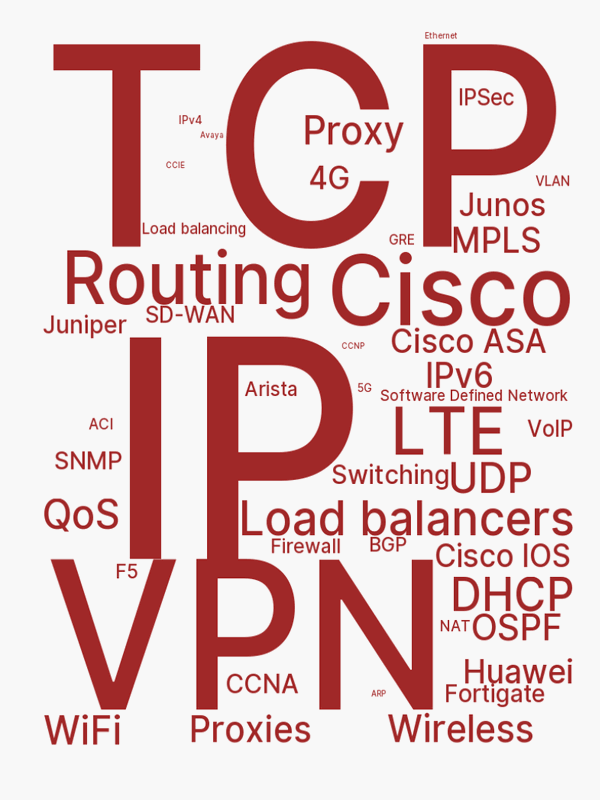 Ethernet
TCP
IPSec
IPv4
Avaya
Proxy
CCIE
4G
VLAN
Junos
Load balancing
GRE
MPLS
Routing
Cisco
SD-WAN
Juniper
Cisco ASA
CCNP
IP
IPv6
5G
Arista
Software Defined Network
ACI
LTE
VoIP
SNMP
Switching
UDP
QoS
Load balancers
Firewall
BGP
Cisco IOS
F5
VPN
DHCP
NAT
OSPF
Huawei
CCNA
ARP
Fortigate
WiFi
Proxies
Wireless